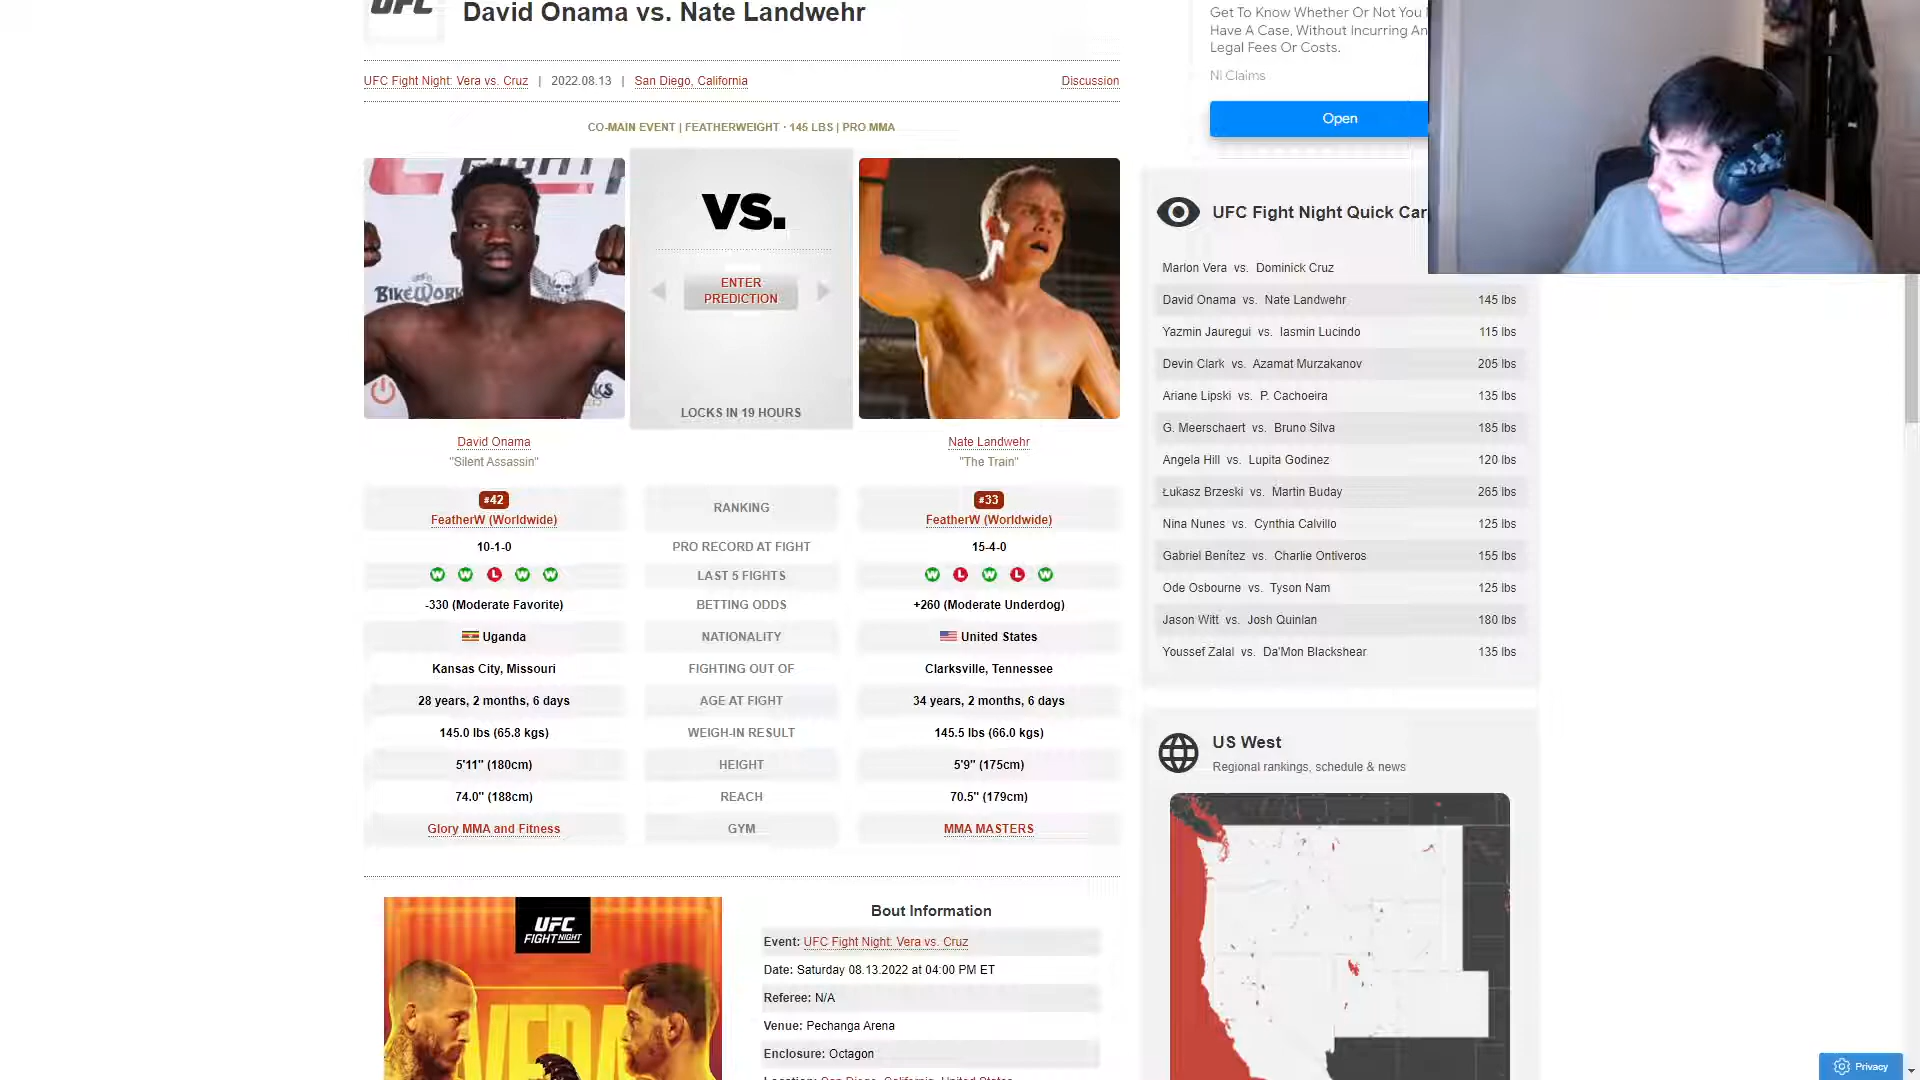 UFC
David Onama vs. Nate Landwehr
UFC Fight Night: Vera vs. Cruz | 2022.08.13 | San Diego, California
Discussion
CO-MAIN EVENT | FEATHERWEIGHT · 145 LBS | PRO MMA
BIKEWORK
VS.
ENTER
PREDICTION
LOCKS IN 19 HOURS
David Onama
"Silent Assassin"
Nate Landwehr
"The Train"
#42
FeatherW (Worldwide)
RANKING
#33
FeatherW (Worldwide)
10-1-0 PRO RECORD AT FIGHT 15-4-0
W W L W W LAST 5 FIGHTS W L W L W
-330 (Moderate Favorite) BETTING ODDS +260 (Moderate Underdog)
Uganda NATIONALITY United States
Kansas City, Missouri FIGHTING OUT OF Clarksville, Tennessee
28 years, 2 months, 6 days AGE AT FIGHT 34 years, 2 months, 6 days
145.0 lbs (65.8 kgs) WEIGH-IN RESULT 145.5 lbs (66.0 kgs)
5'11" (180cm) HEIGHT 5'9" (175cm)
74.0" (188cm) REACH 70.5" (179cm)
Glory MMA and Fitness GYM MMA MASTERS
UFC
FIGHT NIGHT
Bout Information
Event: UFC Fight Night: Vera vs. Cruz
Date: Saturday 08.13.2022 at 04:00 PM ET
Referee: N/A
Venue: Pechanga Arena
Enclosure: Octagon
Location: San Diego, California, United States
Get To Know Whether Or Not You
Have A Case, Without Incurring An
Legal Fees Or Costs.
NI Claims
Open
UFC Fight Night Quick Car
Marlon Vera vs. Dominick Cruz
David Onama vs. Nate Landwehr 145 lbs
Yazmin Jauregui vs. Iasmin Lucindo 115 lbs
Devin Clark vs. Azamat Murzakanov 205 lbs
Ariane Lipski vs. P. Cachoeira 135 lbs
G. Meerschaert vs. Bruno Silva 185 lbs
Angela Hill vs. Lupita Godinez 120 lbs
Łukasz Brzeski vs. Martin Buday 265 lbs
Nina Nunes vs. Cynthia Calvillo 125 lbs
Gabriel Benítez vs. Charlie Ontiveros 155 lbs
Ode Osbourne vs. Tyson Nam 125 lbs
Jason Witt vs. Josh Quinlan 180 lbs
Youssef Zalal vs. Da'Mon Blackshear 135 lbs
US West
Regional rankings, schedule & news
Privacy